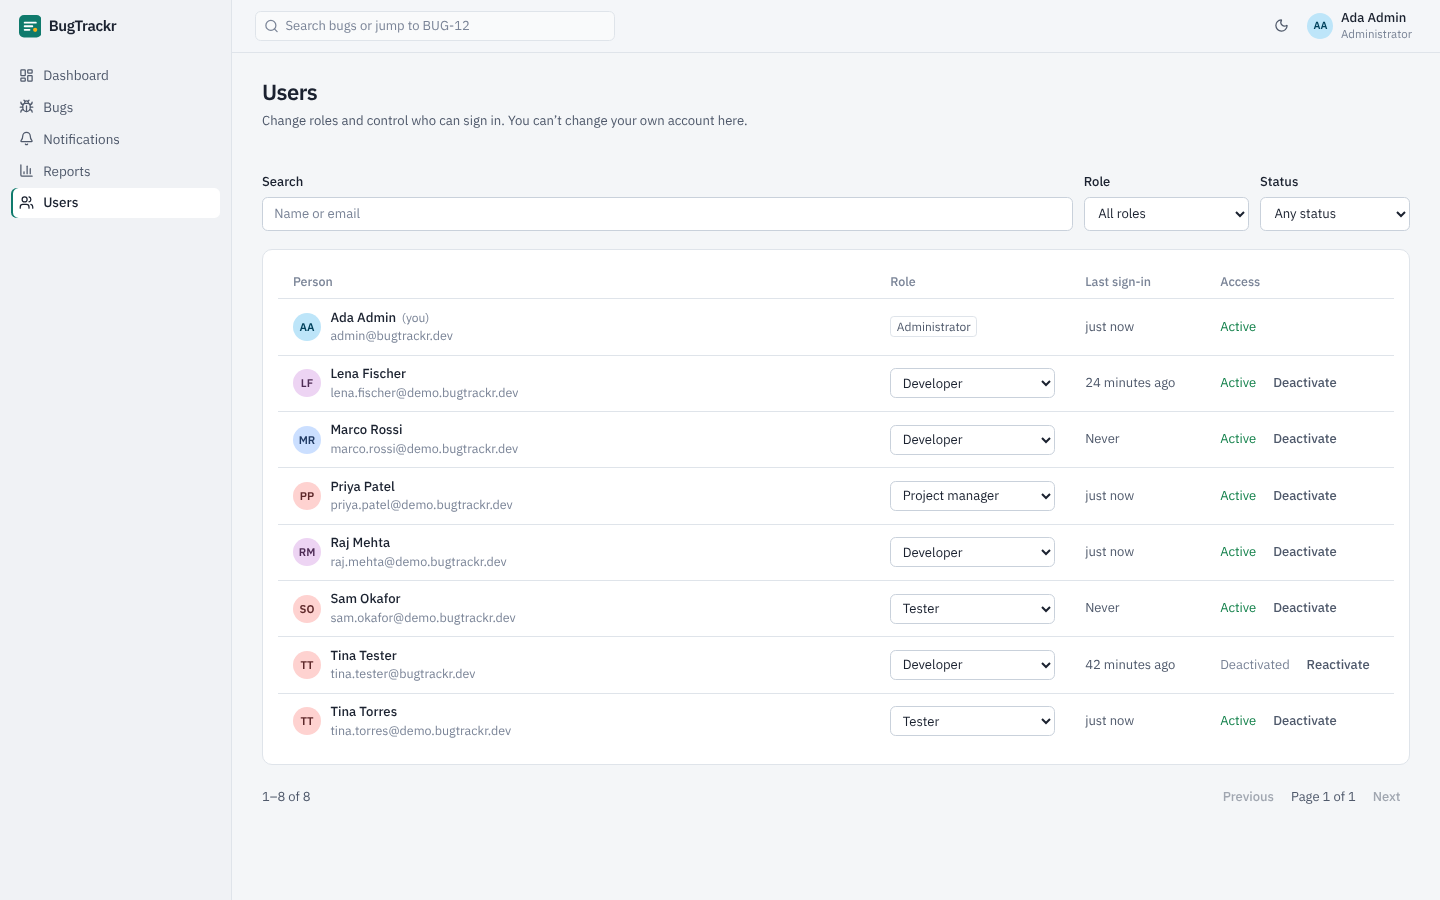 BugTrackr
Search bugs or jump to BUG-12
AA
Ada Admin
Administrator
Dashboard
Bugs
Notifications
Reports
Users
Users
Change roles and control who can sign in. You can’t change your own account here.
Search
Role
Status
Name or email
All roles
Any status
Person
Role
Last sign-in
Access
AA
Ada Admin (you)
admin@bugtrackr.dev
Administrator
just now
Active
LF
Lena Fischer
lena.fischer@demo.bugtrackr.dev
Developer
24 minutes ago
Active
Deactivate
MR
Marco Rossi
marco.rossi@demo.bugtrackr.dev
Developer
Never
Active
Deactivate
PP
Priya Patel
priya.patel@demo.bugtrackr.dev
Project manager
just now
Active
Deactivate
RM
Raj Mehta
raj.mehta@demo.bugtrackr.dev
Developer
just now
Active
Deactivate
SO
Sam Okafor
sam.okafor@demo.bugtrackr.dev
Tester
Never
Active
Deactivate
TT
Tina Tester
tina.tester@bugtrackr.dev
Developer
42 minutes ago
Deactivated
Reactivate
TT
Tina Torres
tina.torres@demo.bugtrackr.dev
Tester
just now
Active
Deactivate
1–8 of 8
Previous
Page 1 of 1
Next